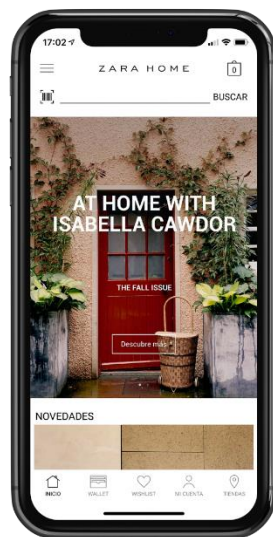 17:02
ZARA HOME
0
BUSCAR
AT HOME WITH
ISABELLA CAWDOR
THE FALL ISSUE
Descubre más
NOVEDADES
INICIO
WALLET
WISHLIST
MI CUENTA
TIENDAS